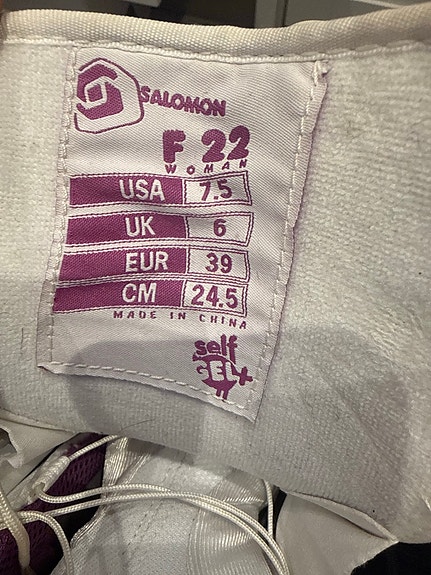 SALOMON
F 22
WOMAN
USA 7.5
UK 6
EUR 39
CM 24.5
MADE IN CHINA
self
GEL+